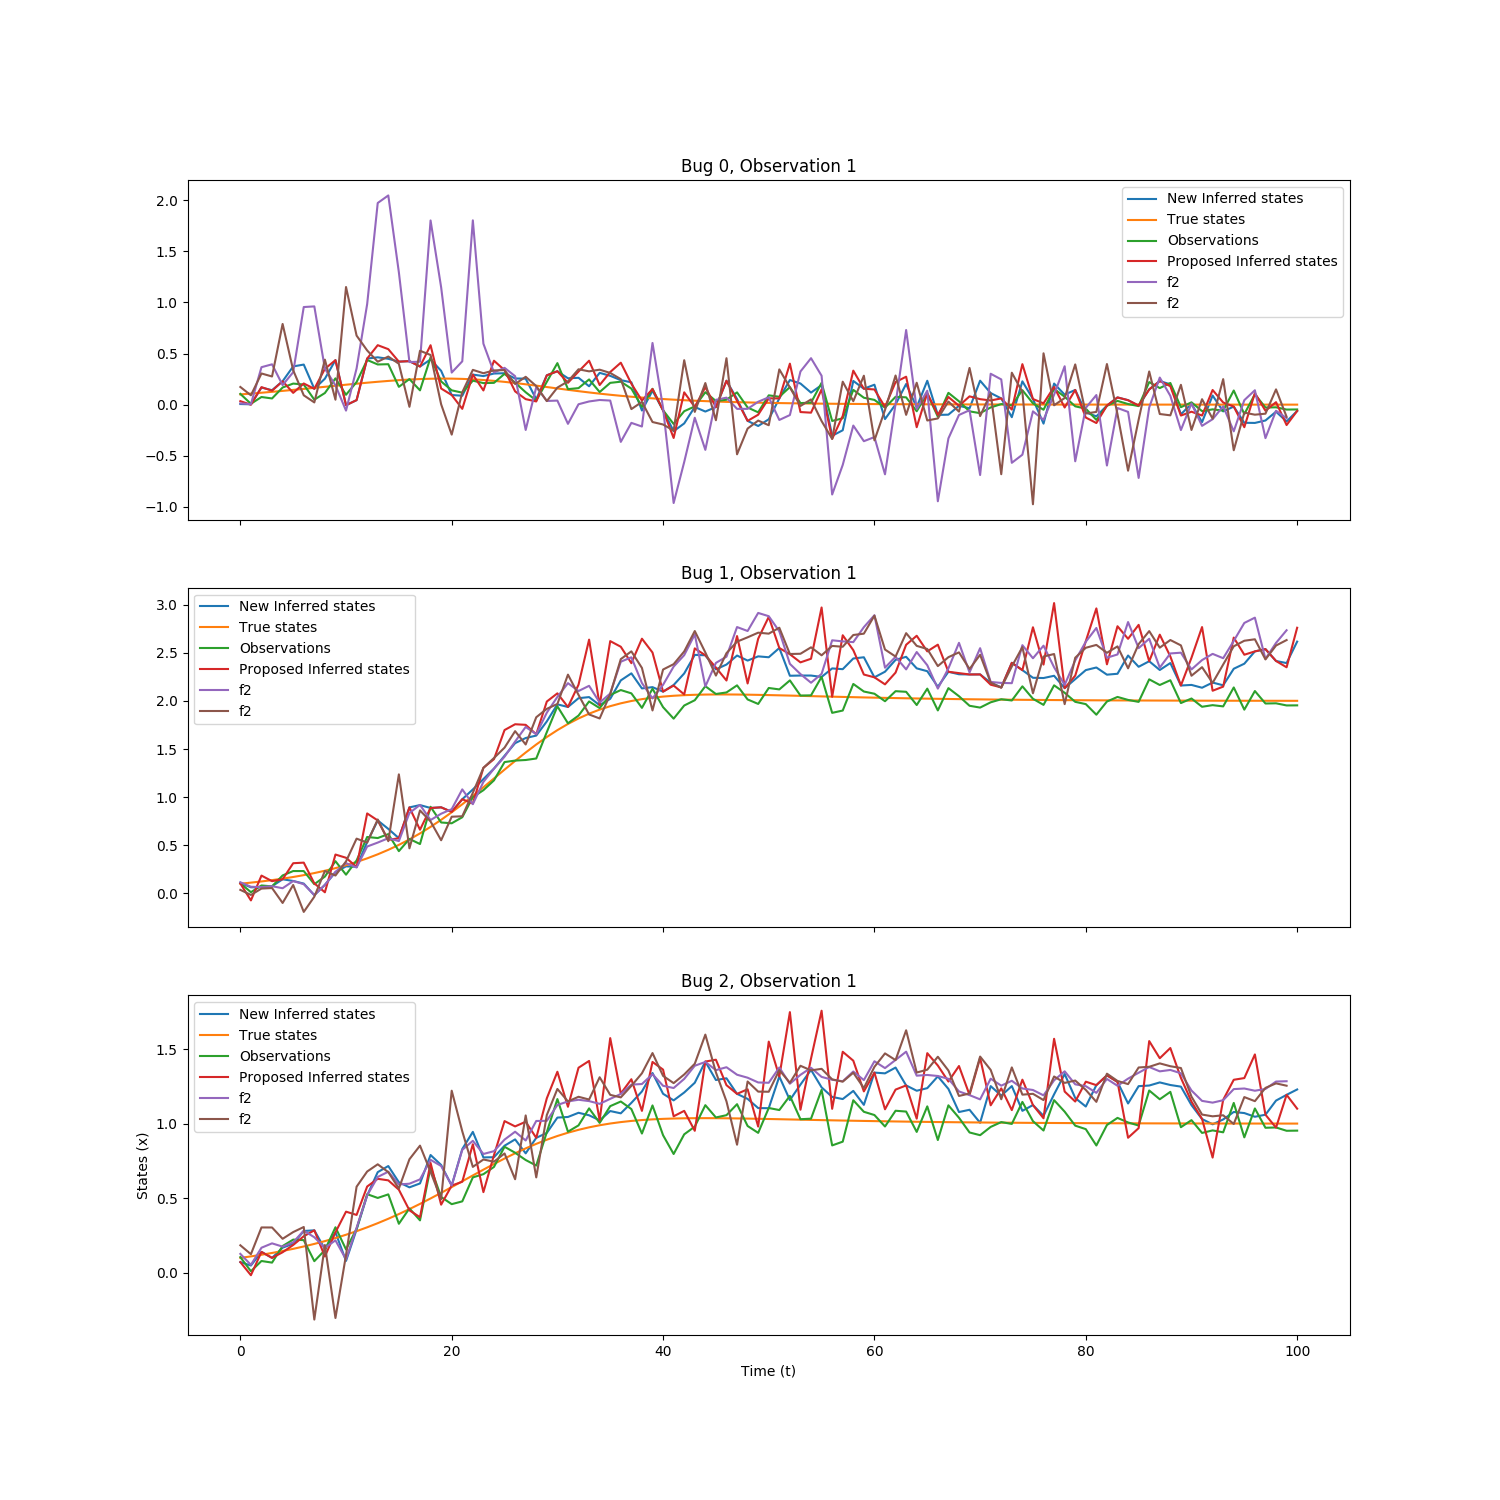 Bug 0, Observation 1
2.0
1.5
1.0
0.5
0.0
−0.5
−1.0
New Inferred states
True states
Observations
Proposed Inferred states
f2
f2
Bug 1, Observation 1
3.0
2.5
2.0
1.5
1.0
0.5
0.0
New Inferred states
True states
Observations
Proposed Inferred states
f2
f2
Bug 2, Observation 1
States (x)
1.5
1.0
0.5
0.0
New Inferred states
True states
Observations
Proposed Inferred states
f2
f2
0 20 40 60 80 100
Time (t)